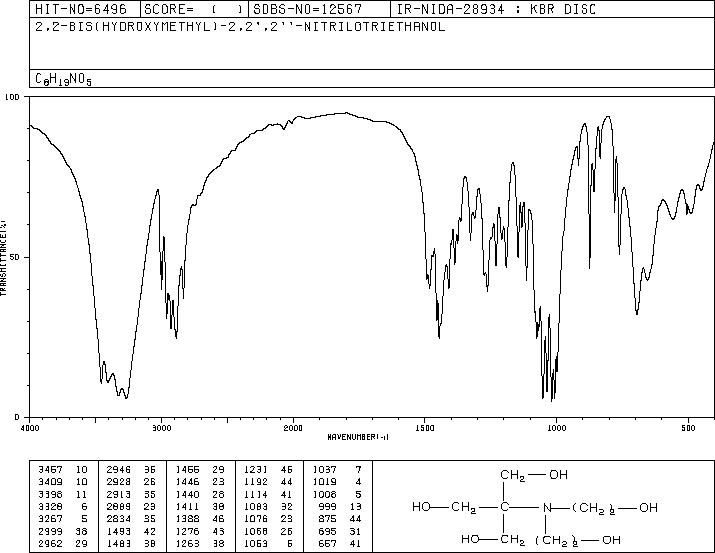 HIT-NO=6496 SCORE= ( ) SDBS-NO=12567 IR-NIDA-28934 : KBR DISC
2,2-BIS(HYDROXYMETHYL)-2,2',2''-NITRILOTRIETHANOL
C8H19NO5
100
50
0
TRANSMITTANCE(%)
4000 3000 2000 1500 1000 500
WAVENUMBER(-1)
3457 10 2946 36 1466 29 1231 46 1037 7
3409 10 2928 26 1446 23 1192 44 1019 4
3398 11 2913 35 1440 28 1114 41 1008 5
3328 6 2889 23 1411 38 1083 32 999 13
3267 5 2834 35 1388 46 1076 23 875 44
2999 38 1493 42 1276 43 1068 26 695 31
2962 29 1483 38 1263 38 1053 5 657 41
CH2 OH
HO CH2 C N (CH2)2 OH
HO CH2 (CH2)2 OH